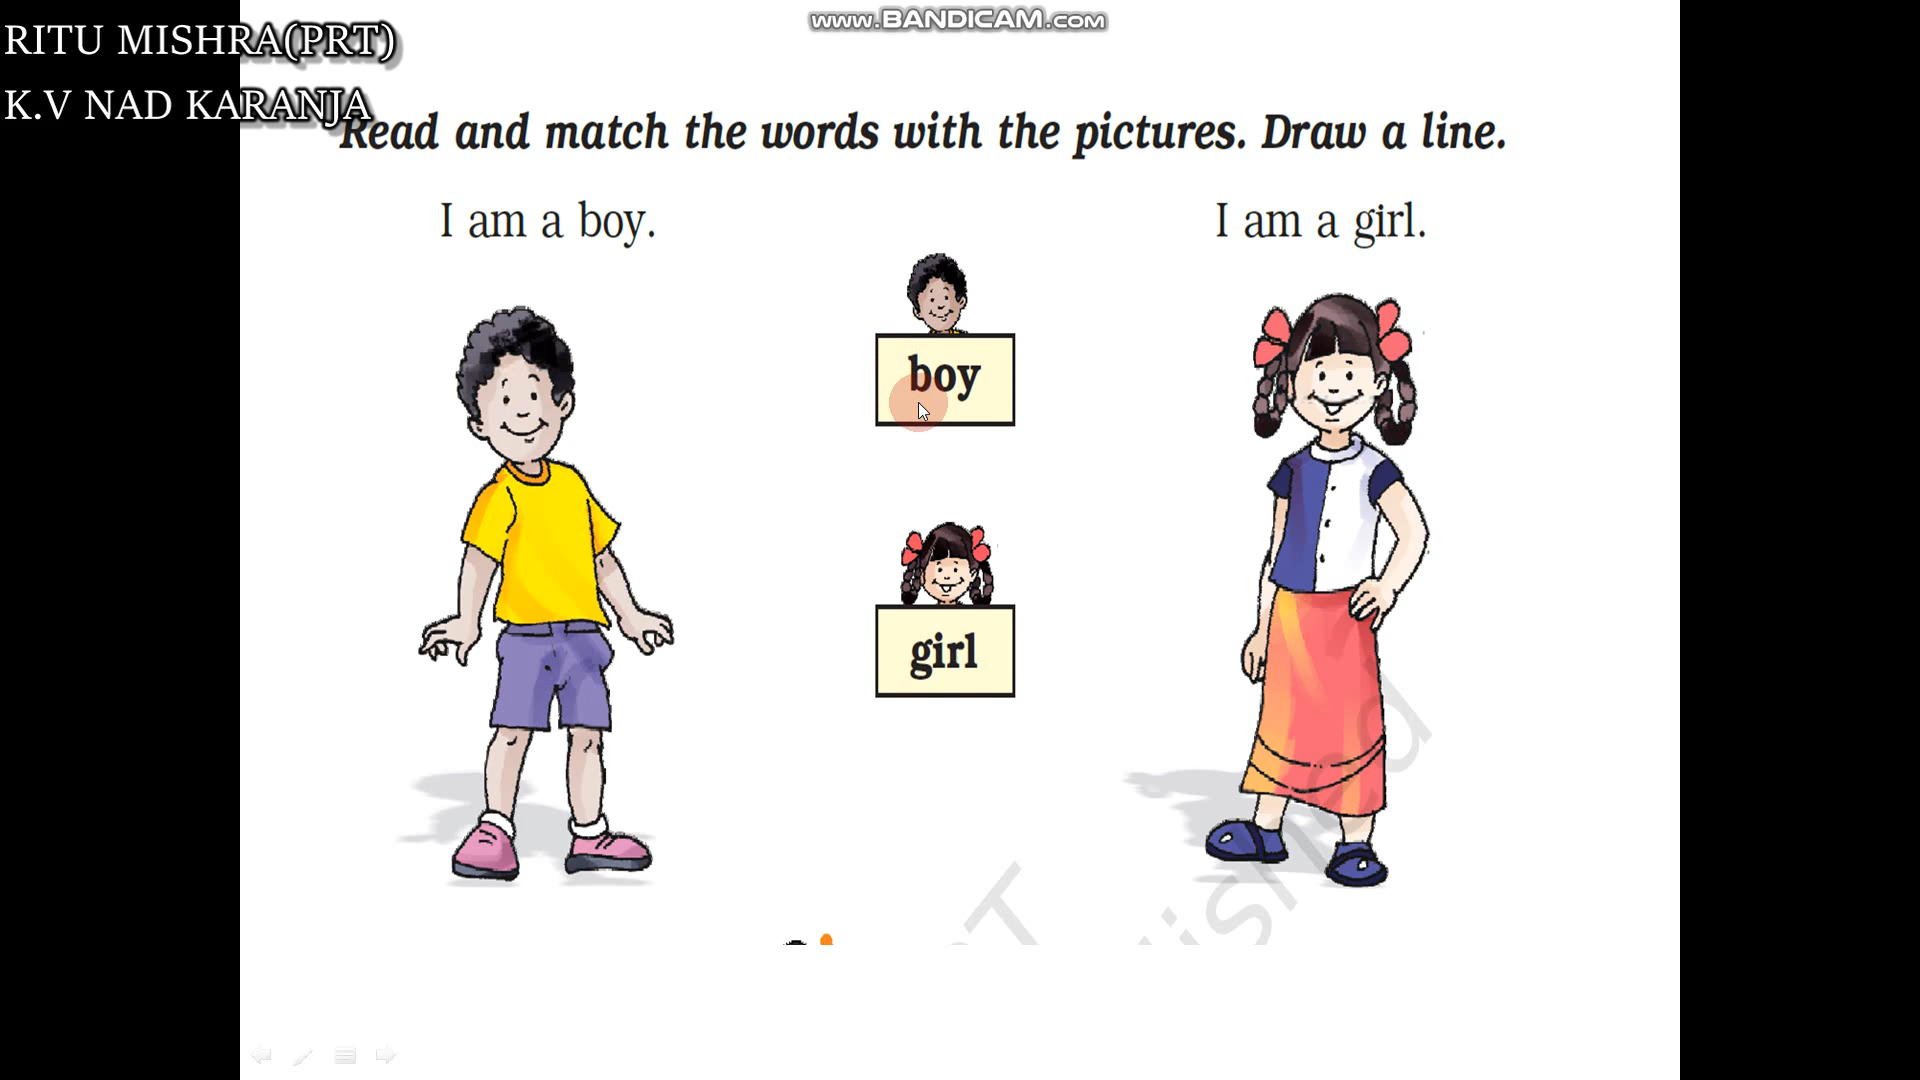 www.BANDICAM.com
RITU MISHRA(PRT)
K.V NAD KARANJA
Read and match the words with the pictures. Draw a line.
I am a boy.
I am a girl.
boy
girl